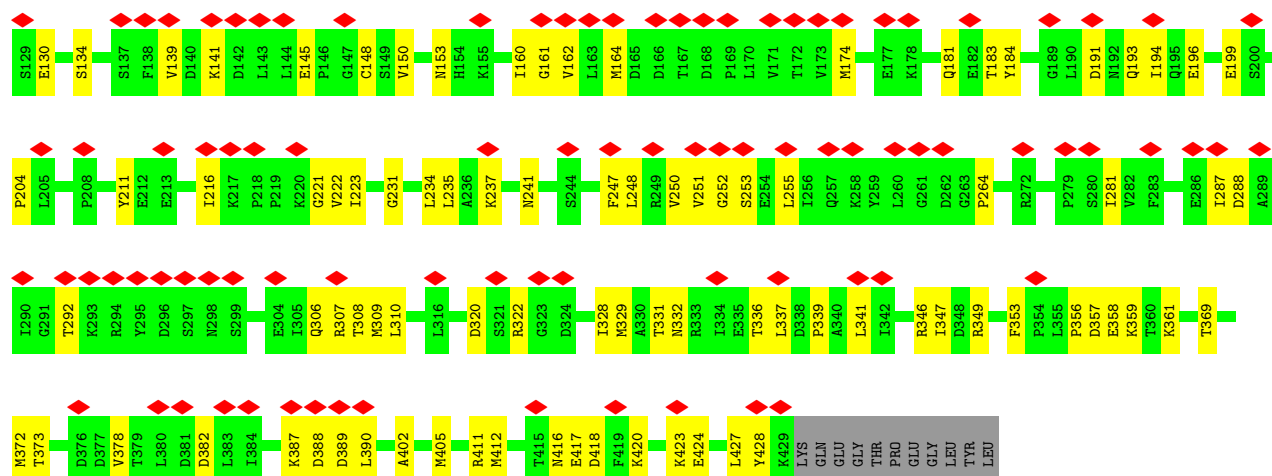 S129 E130 S134 S137 F138 V139 D140 K141 D142 L143 L144 E145 P146 G147 C148 S149 V150 N153 H154 K155 I160 G161 V162 L163 M164 D165 D166 T167 D168 P169 L170 V171 T172 V173 M174 E177 K178 Q181 E182 T183 Y184 G189 L190 D191 N192 Q193 I194 Q195 E196 E199 S200
P204 L205 P208 Y211 E212 E213 I216 K217 P218 P219 K220 G221 V222 I223 G231 L234 L235 A236 K237 N241 S244 F247 L248 R249 V250 V251 G252 S253 E254 L255 I256 Q257 K258 Y259 L260 G261 D262 G263 P264 R272 P279 S280 I281 V282 F283 E286 I287 D288 A289
I290 G291 T292 K293 R294 Y295 D296 S297 N298 S299 E304 I305 Q306 R307 T308 M309 L310 L316 D320 S321 R322 G323 D324 I328 M329 A330 T331 N332 R333 I334 E335 T336 L337 D338 P339 A340 L341 I342 R346 I347 D348 R349 F353 P354 L355 P356 D357 E358 K359 T360 K361 T369
M372 T373 D376 D377 V378 T379 L380 D381 D382 L383 I384 K387 D388 D389 L390 A402 M405 R411 M412 T415 N416 E417 D418 F419 K420 K423 E424 L427 Y428 K429 LYS GLN GLU GLY THR PRO GLU GLY LEU TYR LEU